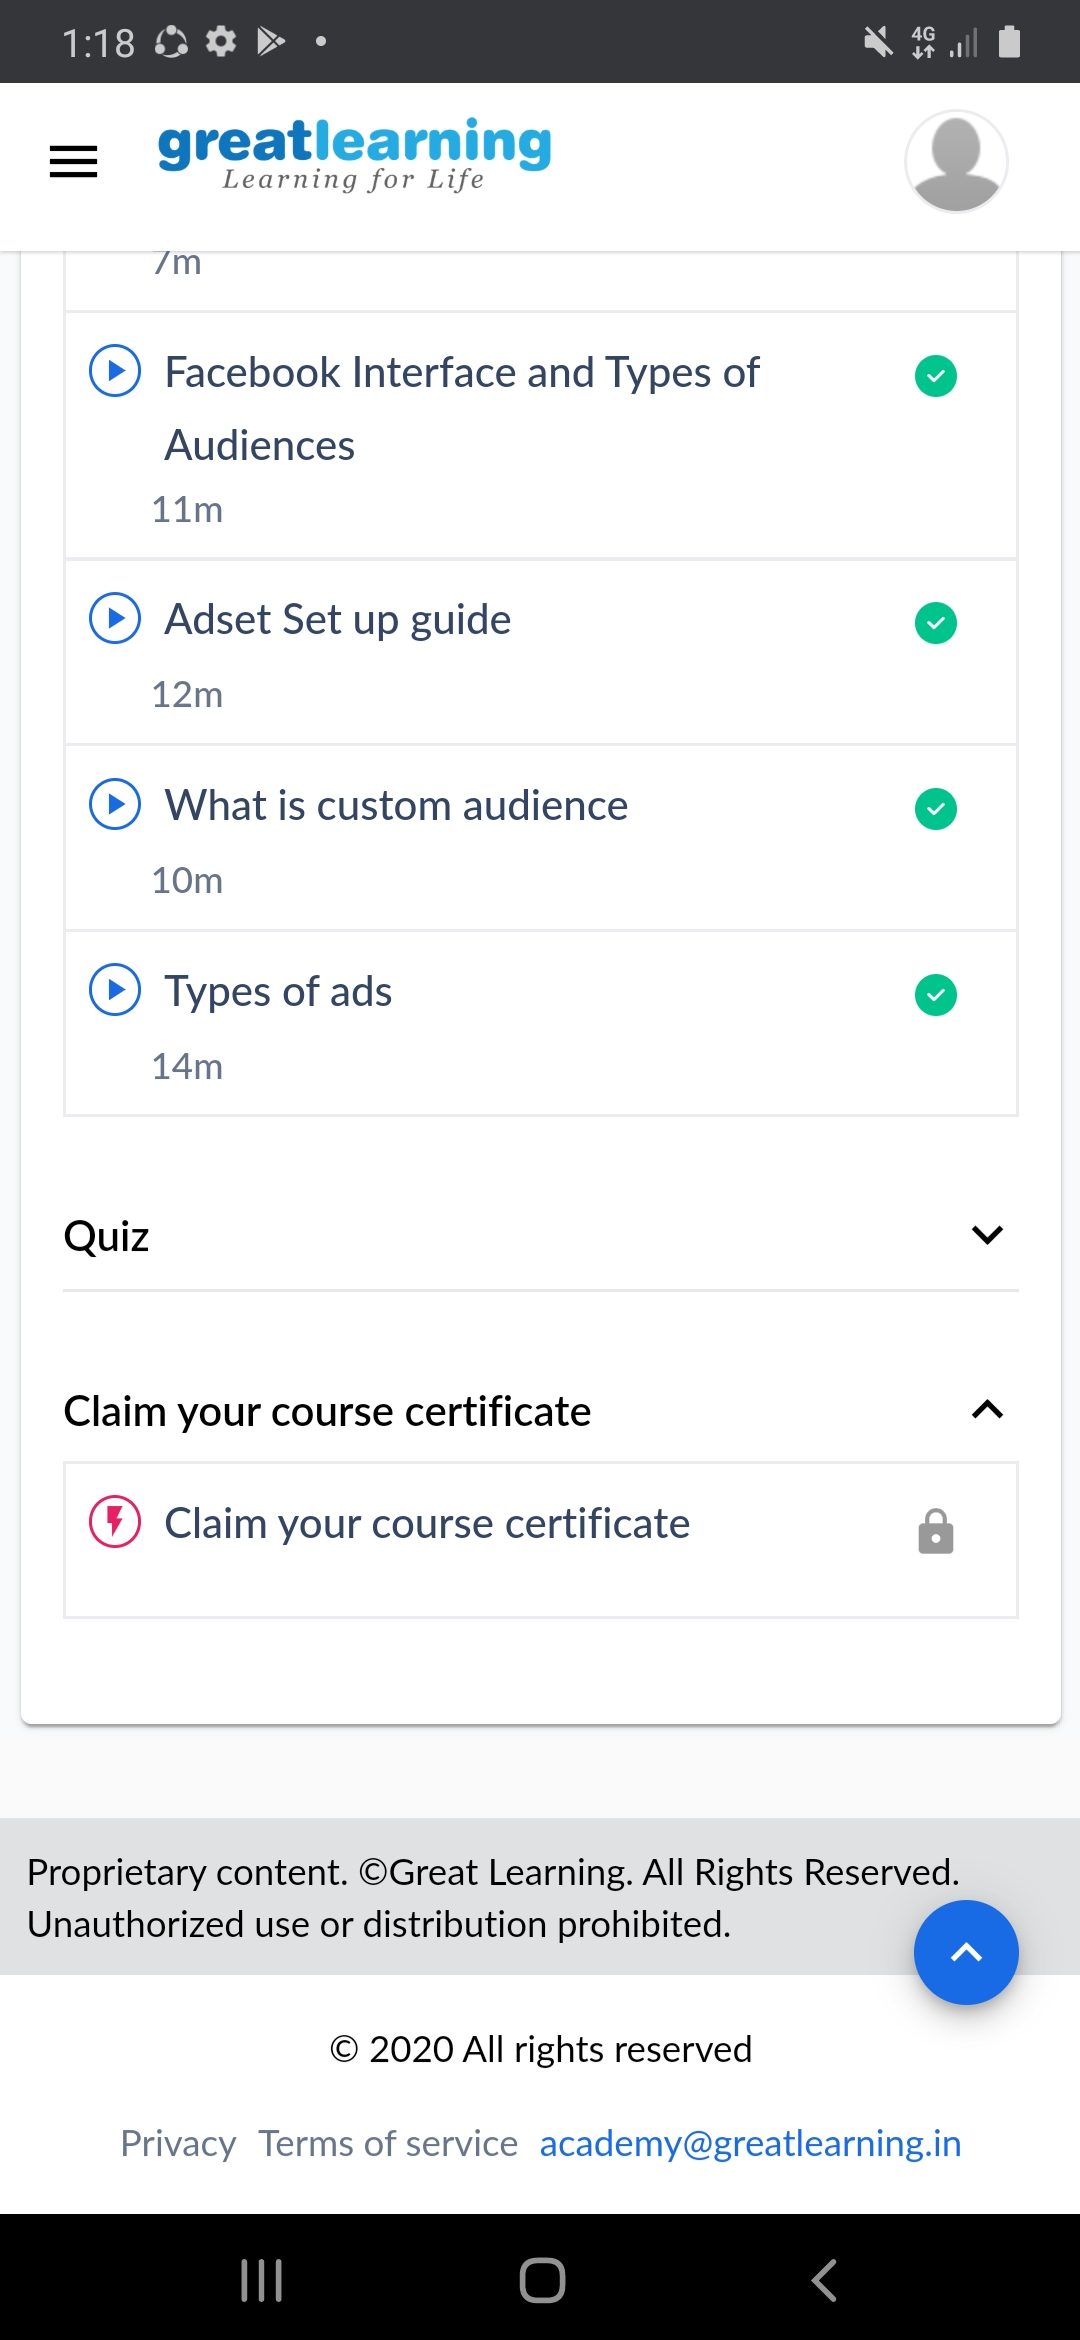 1:18
4G
greatlearning
Learning for Life
7m
Facebook Interface and Types of
Audiences
11m
Adset Set up guide
12m
What is custom audience
10m
Types of ads
14m
Quiz
Claim your course certificate
Claim your course certificate
Proprietary content. ©Great Learning. All Rights Reserved.
Unauthorized use or distribution prohibited.
© 2020 All rights reserved
Privacy Terms of service academy@greatlearning.in